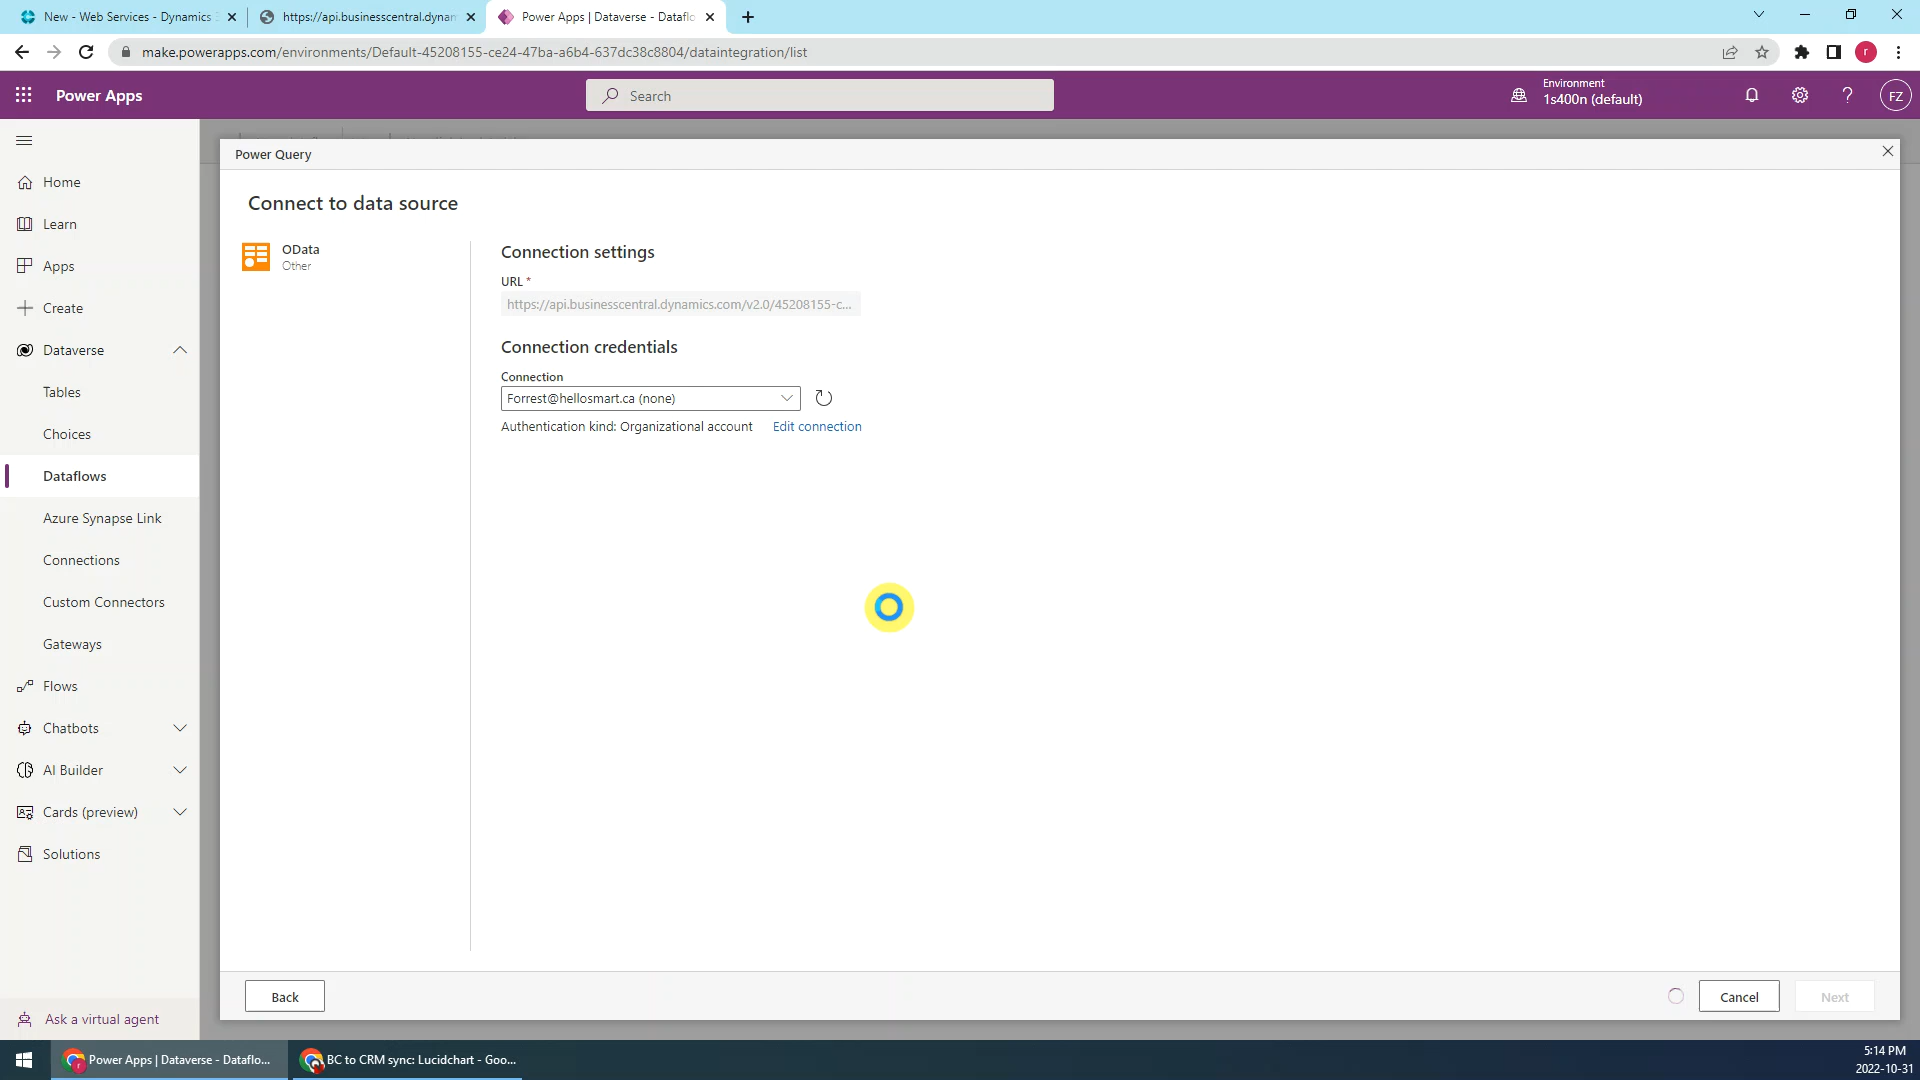 New - Web Services - Dynamics
https://api.businesscentral.dynam
Power Apps | Dataverse - Dataflo
make.powerapps.com/environments/Default-45208155-ce24-47ba-a6b4-637dc38c8804/dataintegration/list
r
Power Apps
Search
Environment
1s400n (default)
?
FZ
Home
Learn
Apps
Create
Dataverse
Tables
Choices
Dataflows
Azure Synapse Link
Connections
Custom Connectors
Gateways
Flows
Chatbots
AI Builder
Cards (preview)
Solutions
Ask a virtual agent
Power Query
Connect to data source
OData
Other
Connection settings
URL *
https://api.businesscentral.dynamics.com/v2.0/45208155-c...
Connection credentials
Connection
Forrest@hellosmart.ca (none)
Authentication kind: Organizational account Edit connection
Back
Cancel
Next
Power Apps | Dataverse - Dataflo...
BC to CRM sync: Lucidchart - Goo...
5:14 PM
2022-10-31